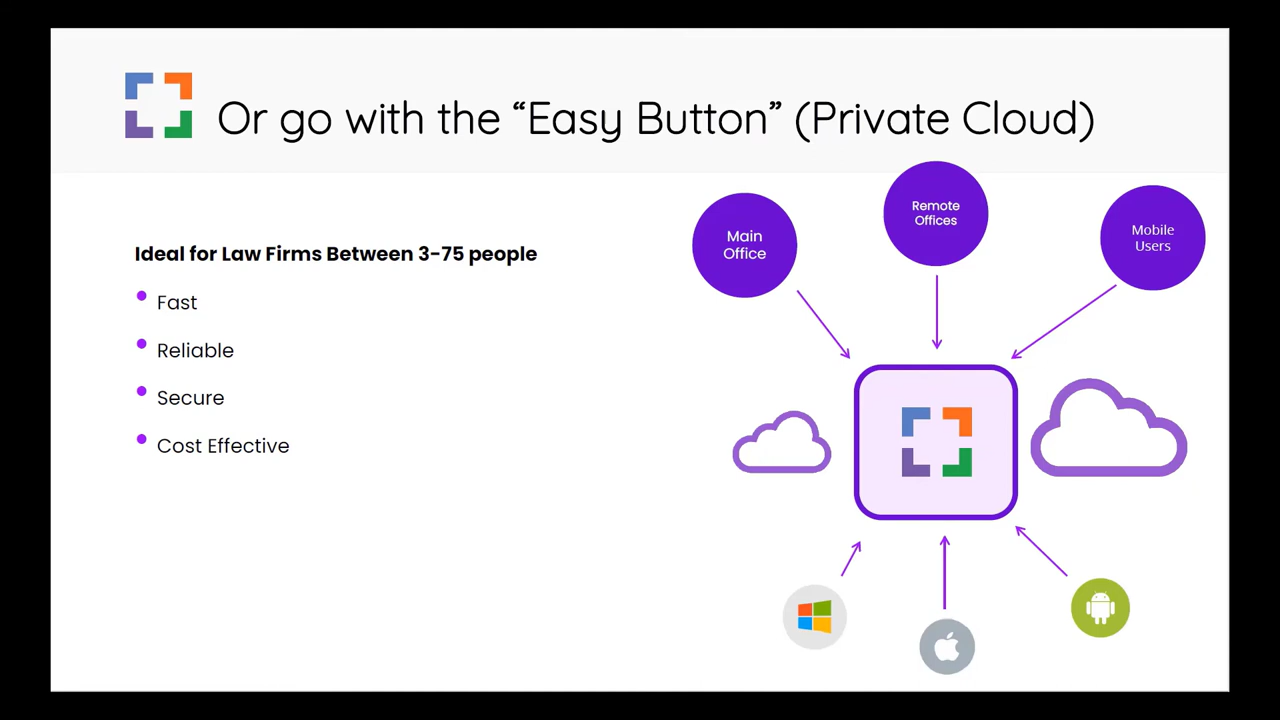 Or go with the “Easy Button” (Private Cloud)
Ideal for Law Firms Between 3-75 people
Fast
Reliable
Secure
Cost Effective
Main
Office
Remote
Offices
Mobile
Users